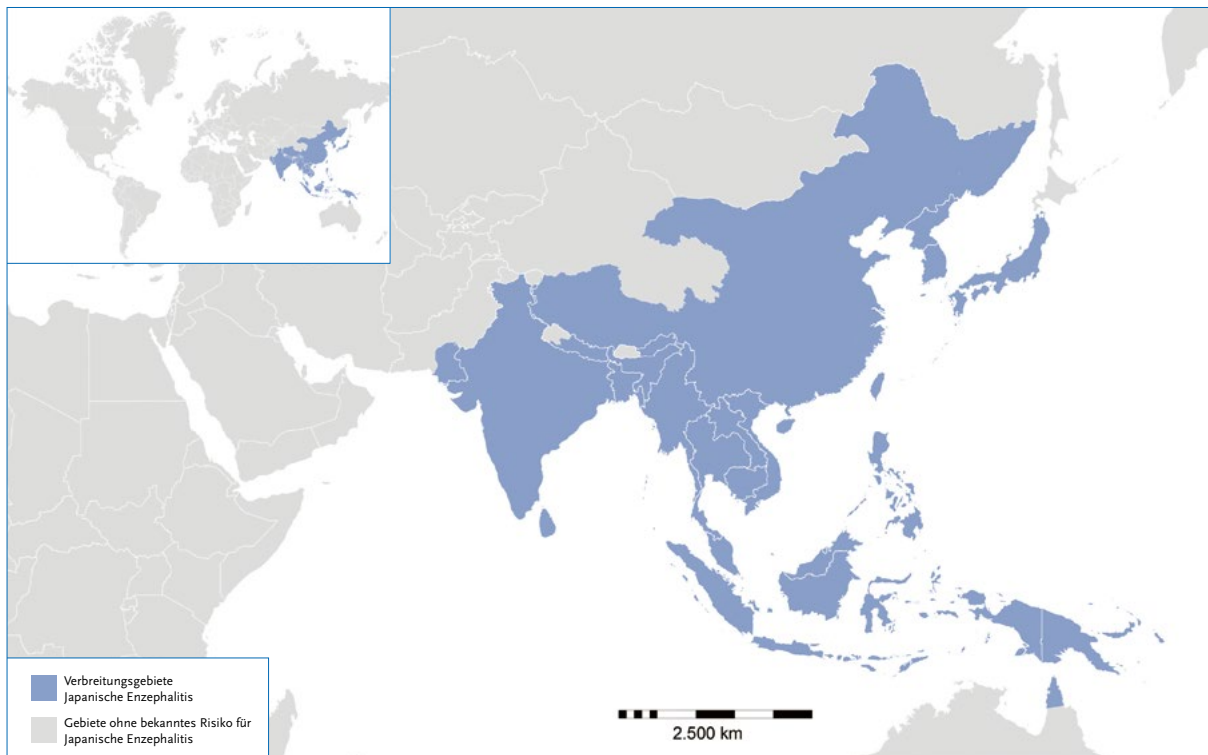 Verbreitungsgebiete
Japanische Enzephalitis
Gebiete ohne bekanntes Risiko für
Japanische Enzephalitis
2.500 km